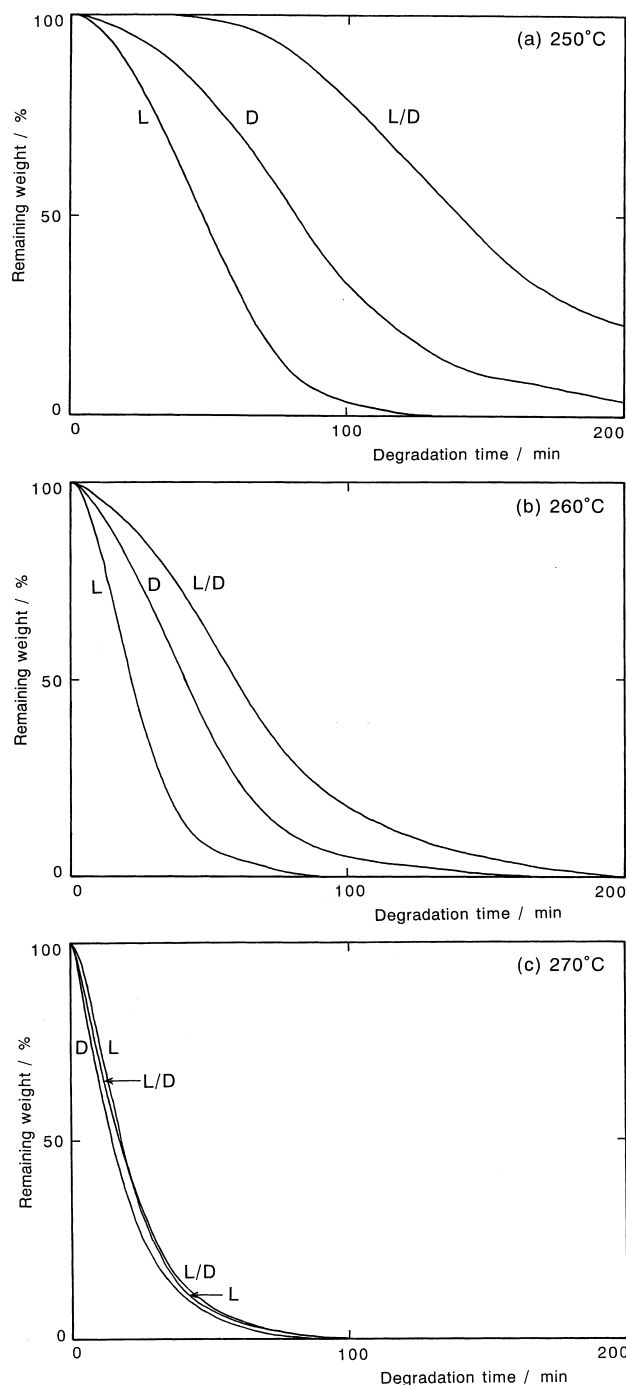 100
(a) 250°C
L
D
L/D
Remaining weight / %
50
0
0
100
200
Degradation time / min
100
(b) 260°C
L
D
L/D
Remaining weight / %
50
0
0
100
200
Degradation time / min
100
(c) 270°C
D
L
L/D
Remaining weight / %
50
L/D
L
0
0
100
200
Degradation time / min